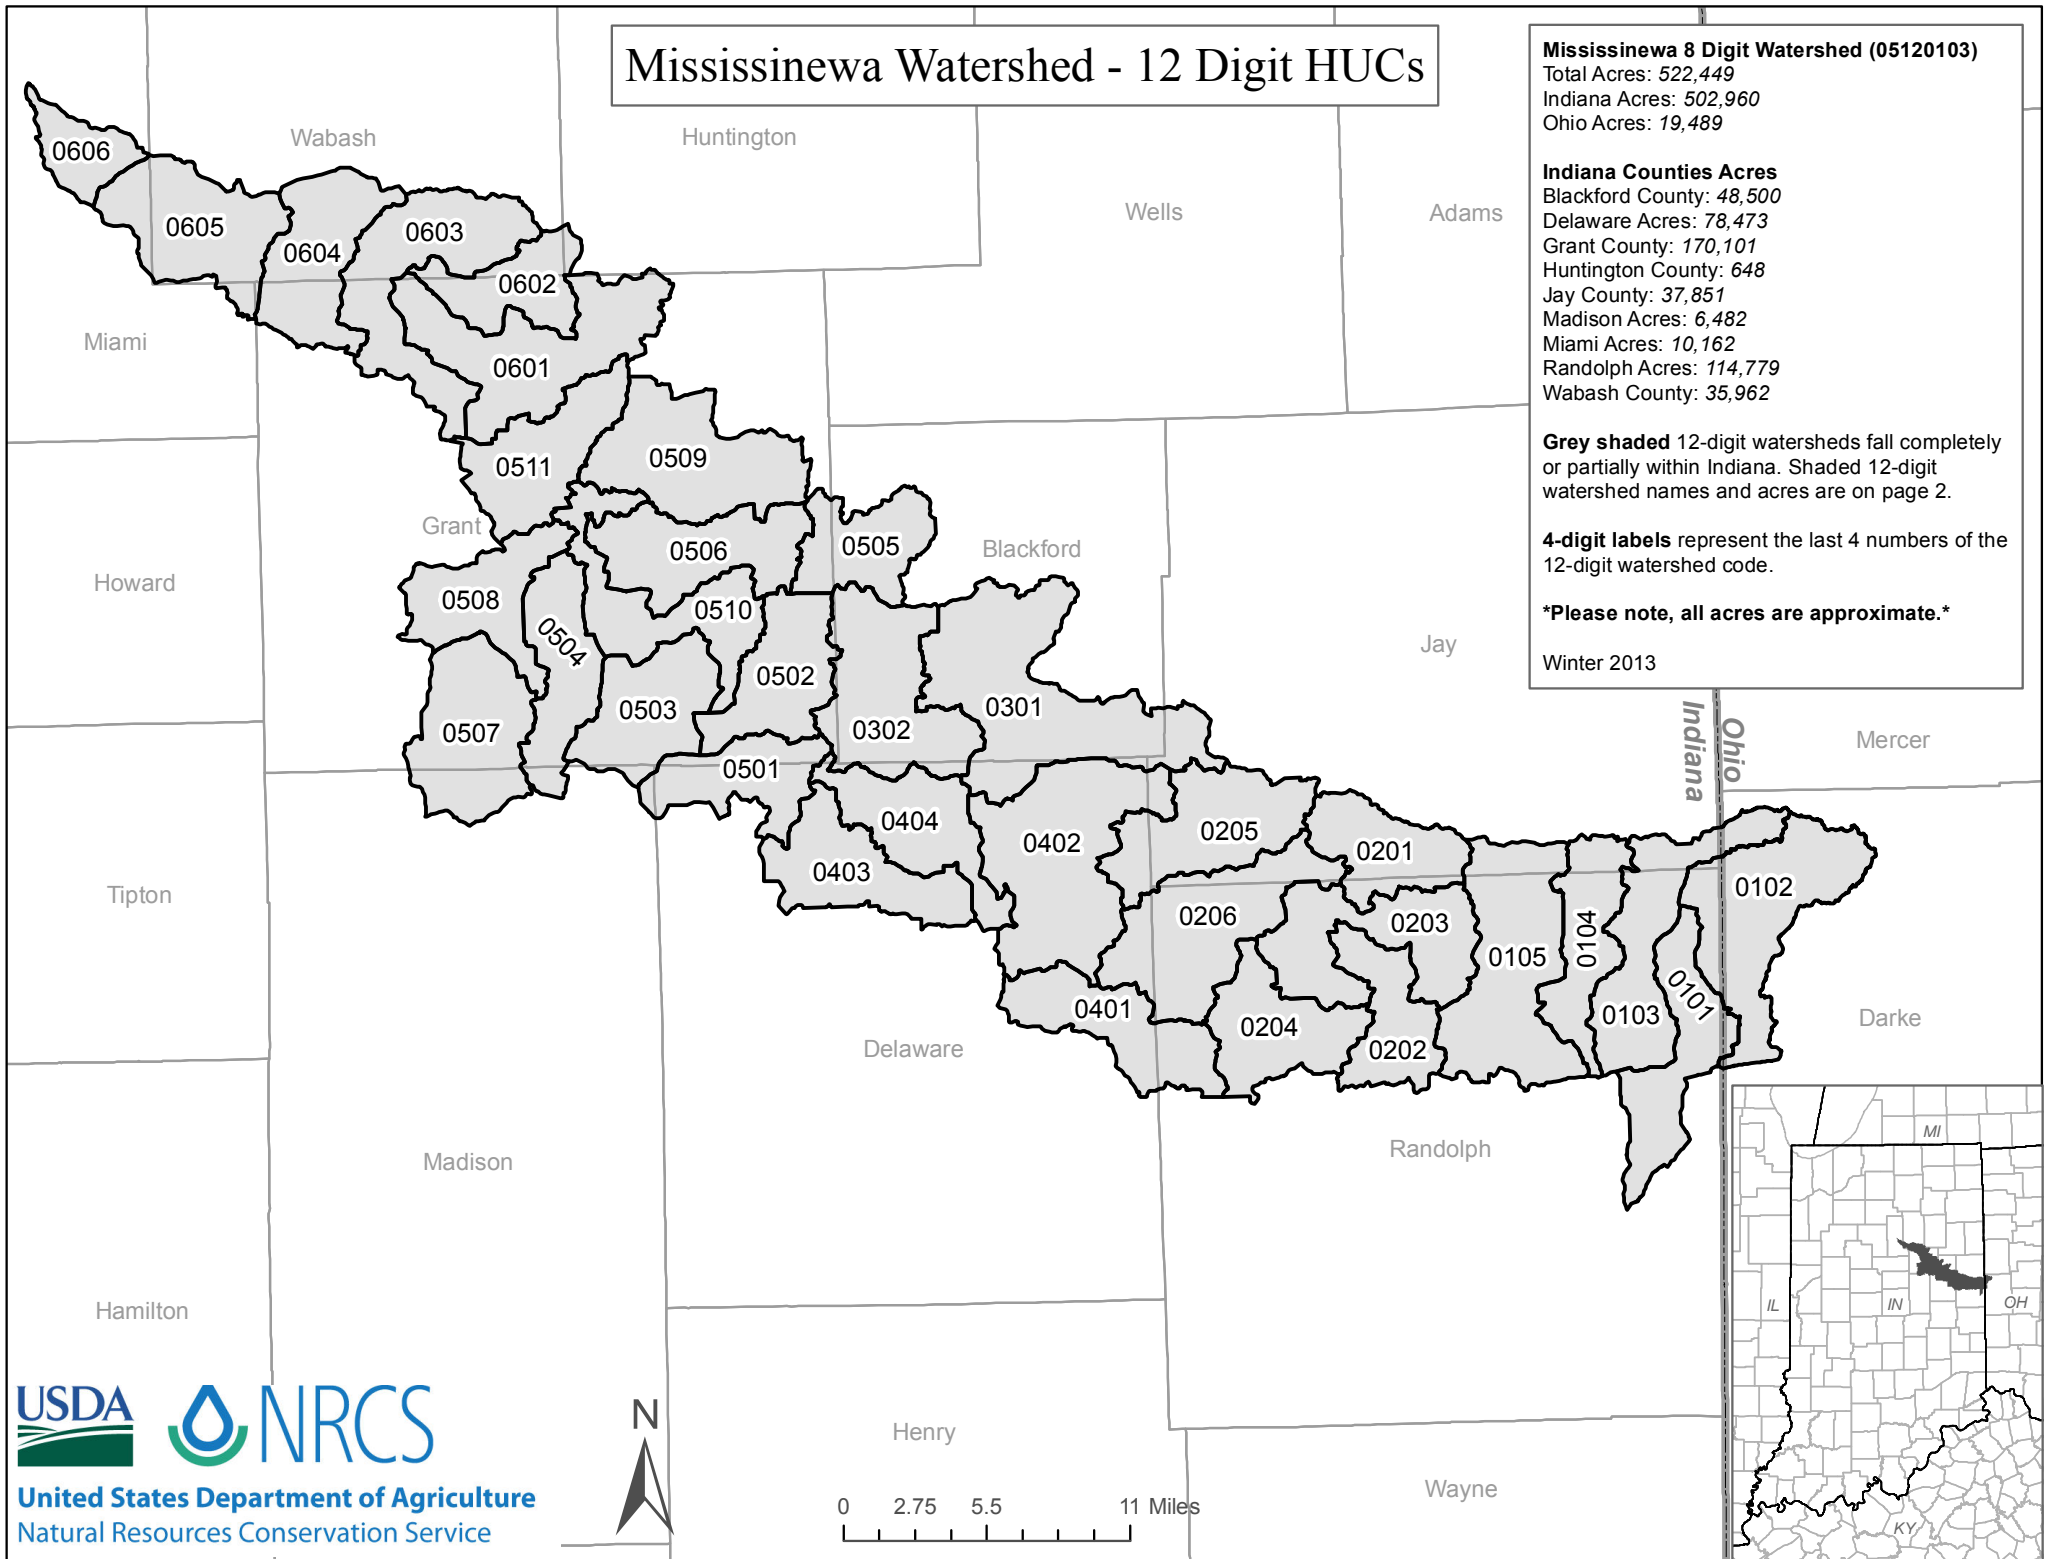 Mississinewa Watershed - 12 Digit HUCs
Mississinewa 8 Digit Watershed (05120103)
Total Acres: 522,449
Indiana Acres: 502,960
Ohio Acres: 19,489
Indiana Counties Acres
Blackford County: 48,500
Delaware Acres: 78,473
Grant County: 170,101
Huntington County: 648
Jay County: 37,851
Madison Acres: 6,482
Miami Acres: 10,162
Randolph Acres: 114,779
Wabash County: 35,962
Grey shaded 12-digit watersheds fall completely
or partially within Indiana. Shaded 12-digit
watershed names and acres are on page 2.
4-digit labels represent the last 4 numbers of the
12-digit watershed code.
*Please note, all acres are approximate.*
Winter 2013
Wabash
Huntington
Wells
Adams
Miami
Grant
Howard
Blackford
Jay
Mercer
Tipton
Delaware
Darke
Madison
Randolph
Hamilton
Henry
Wayne
Indiana
Ohio
0606
0605
0604
0603
0602
0601
0511
0509
0506
0505
0508
0504
0510
0502
0503
0507
0501
0302
0301
0404
0403
0402
0401
0205
0201
0206
0203
0204
0202
0105
0104
0103
0101
0102
MI
IL
IN
OH
KY
USDA
NRCS
United States Department of Agriculture
Natural Resources Conservation Service
N
0 2.75 5.5 11 Miles